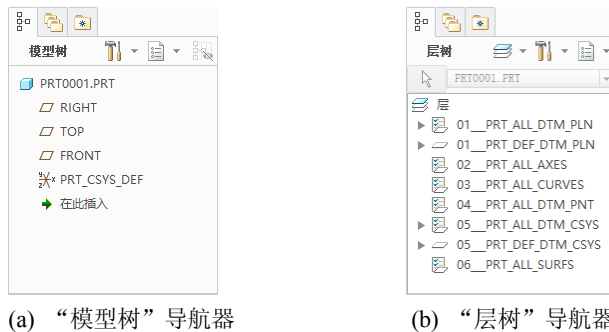 模型树
PRT0001.PRT
RIGHT
TOP
FRONT
PRT_CSYS_DEF
在此插入
(a) “模型树”导航器
层树
PRT0001. PRT
层
01__PRT_ALL_DTM_PLN
01__PRT_DEF_DTM_PLN
02__PRT_ALL_AXES
03__PRT_ALL_CURVES
04__PRT_ALL_DTM_PNT
05__PRT_ALL_DTM_CSYS
05__PRT_DEF_DTM_CSYS
06__PRT_ALL_SURFS
(b) “层树”导航器